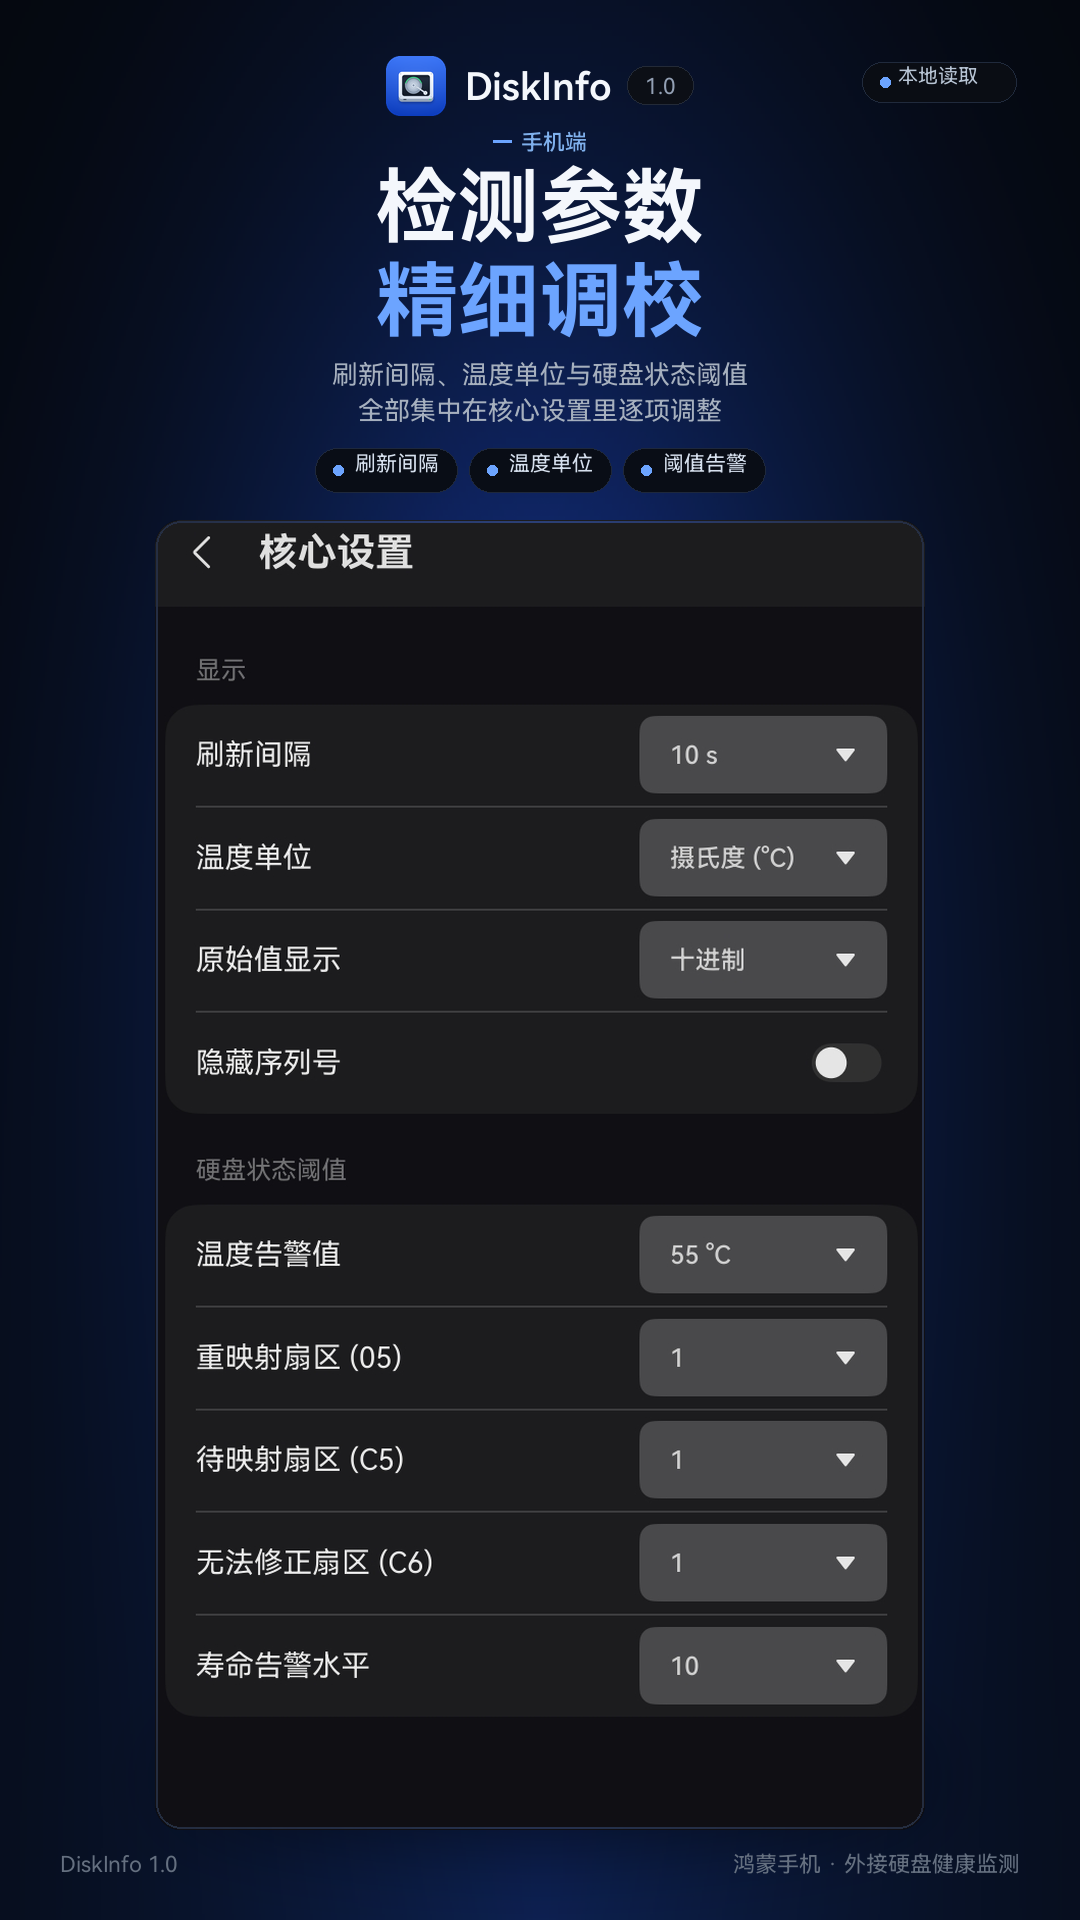 DiskInfo 1.0
本地读取
手机端
检测参数
精细调校
刷新间隔、温度单位与硬盘状态阈值
全部集中在核心设置里逐项调整
刷新间隔 温度单位 阈值告警
核心设置
显示
刷新间隔 10 s
温度单位 摄氏度 (°C)
原始值显示 十进制
隐藏序列号
硬盘状态阈值
温度告警值 55 °C
重映射扇区 (05) 1
待映射扇区 (C5) 1
无法修正扇区 (C6) 1
寿命告警水平 10
DiskInfo 1.0 鸿蒙手机 · 外接硬盘健康监测